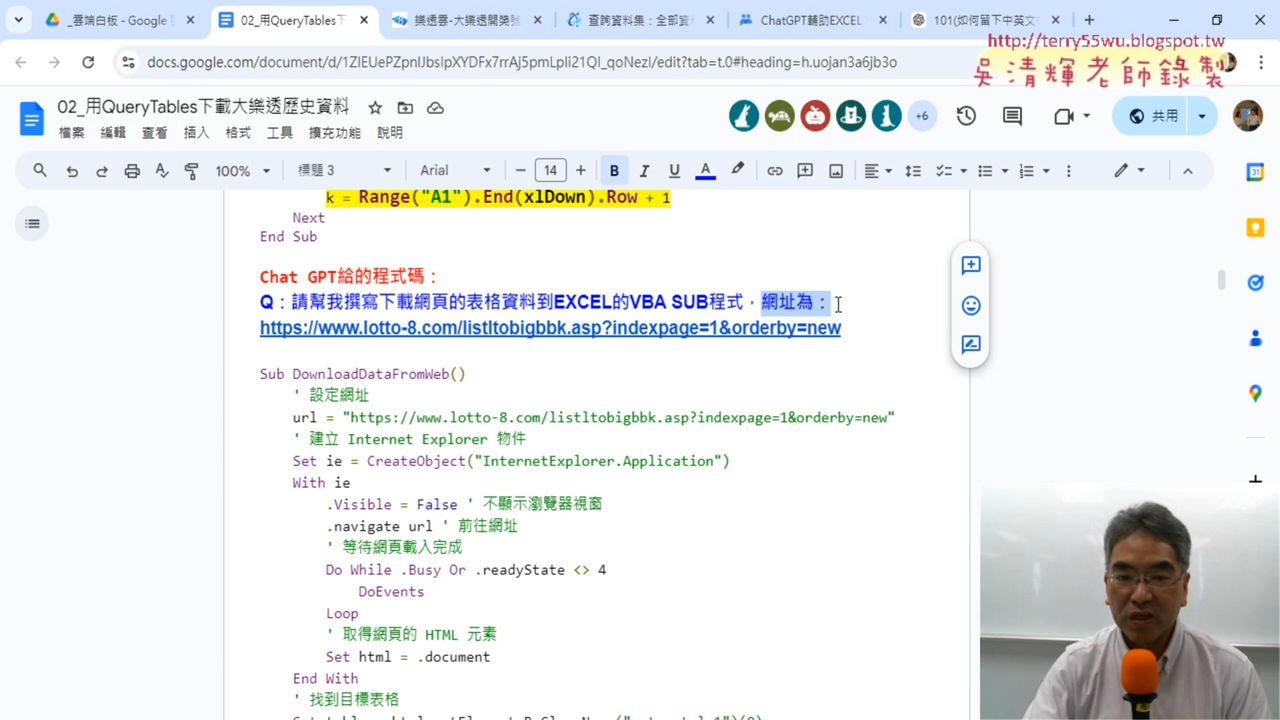 _雲端白板 - Google
02_用QueryTables下
樂透雲-大樂透開獎號
查詢資料集：全部資
ChatGPT輔助EXCEL
101(如何留下中英文
http://terry55wu.blogspot.tw
吳清輝老師錄製
docs.google.com/document/d/1ZlEUePZpnlJbsIpXYDFx7rrAj5pmLpIi21Ql_qoNezI/edit?tab=t.0#heading=h.uojan3a6jb3o
02_用QueryTables下載大樂透歷史資料
檔案 編輯 查看 插入 格式 工具 擴充功能 說明
+6
共用
100% 標題 3 Arial 14 B I U A
k = Range("A1").End(xlDown).Row + 1
Next
End Sub
Chat GPT給的程式碼：
Q：請幫我撰寫下載網頁的表格資料到EXCEL的VBA SUB程式，網址為：
https://www.lotto-8.com/listltobigbbk.asp?indexpage=1&orderby=new
Sub DownloadDataFromWeb()
' 設定網址
url = "https://www.lotto-8.com/listltobigbbk.asp?indexpage=1&orderby=new"
' 建立 Internet Explorer 物件
Set ie = CreateObject("InternetExplorer.Application")
With ie
.Visible = False ' 不顯示瀏覽器視窗
.navigate url ' 前往網址
' 等待網頁載入完成
Do While .Busy Or .readyState <> 4
DoEvents
Loop
' 取得網頁的 HTML 元素
Set html = .document
End With
' 找到目標表格